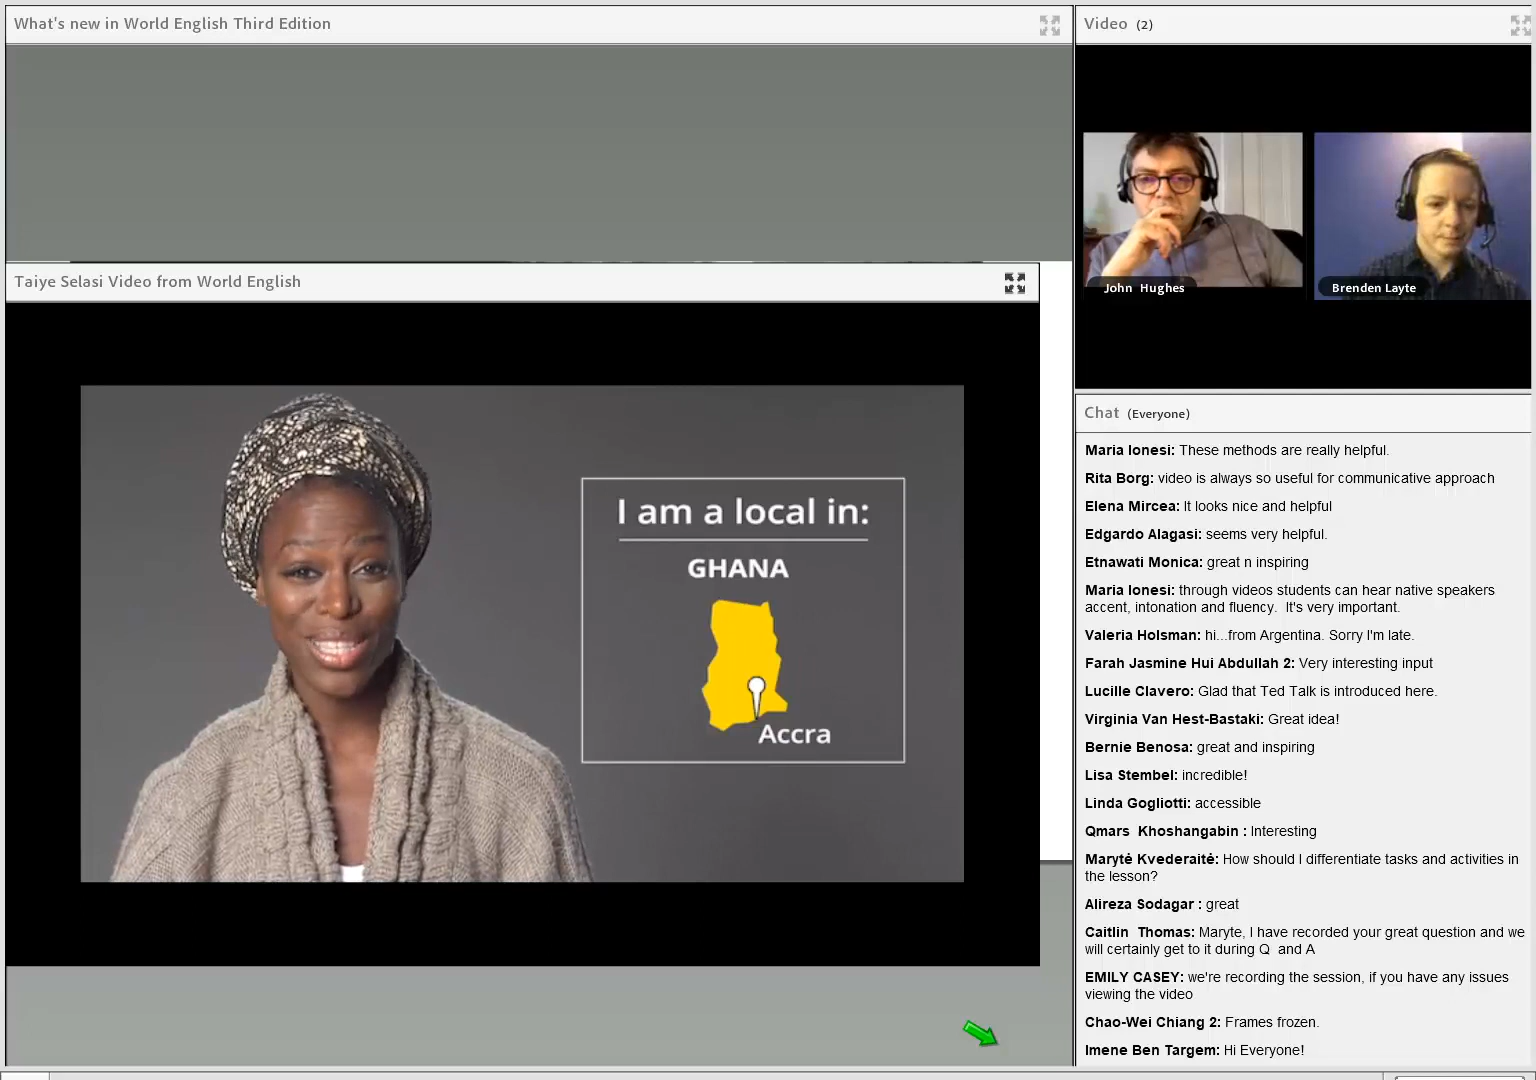 What's new in World English Third Edition
Taiye Selasi Video from World English
I am a local in:
GHANA
Accra
Video (2)
John Hughes
Brenden Layte
Chat (Everyone)
Maria Ionesi: These methods are really helpful.
Rita Borg: video is always so useful for communicative approach
Elena Mircea: It looks nice and helpful
Edgardo Alagasi: seems very helpful.
Etnawati Monica: great n inspiring
Maria Ionesi: through videos students can hear native speakers
accent, intonation and fluency. It's very important.
Valeria Holsman: hi...from Argentina. Sorry I'm late.
Farah Jasmine Hui Abdullah 2: Very interesting input
Lucille Clavero: Glad that Ted Talk is introduced here.
Virginia Van Hest-Bastaki: Great idea!
Bernie Benosa: great and inspiring
Lisa Stembel: incredible!
Linda Gogliotti: accessible
Qmars Khoshangabin : Interesting
Marytė Kvederaitė: How should I differentiate tasks and activities in
the lesson?
Alireza Sodagar : great
Caitlin Thomas: Maryte, I have recorded your great question and we
will certainly get to it during Q and A
EMILY CASEY: we're recording the session, if you have any issues
viewing the video
Chao-Wei Chiang 2: Frames frozen.
Imene Ben Targem: Hi Everyone!